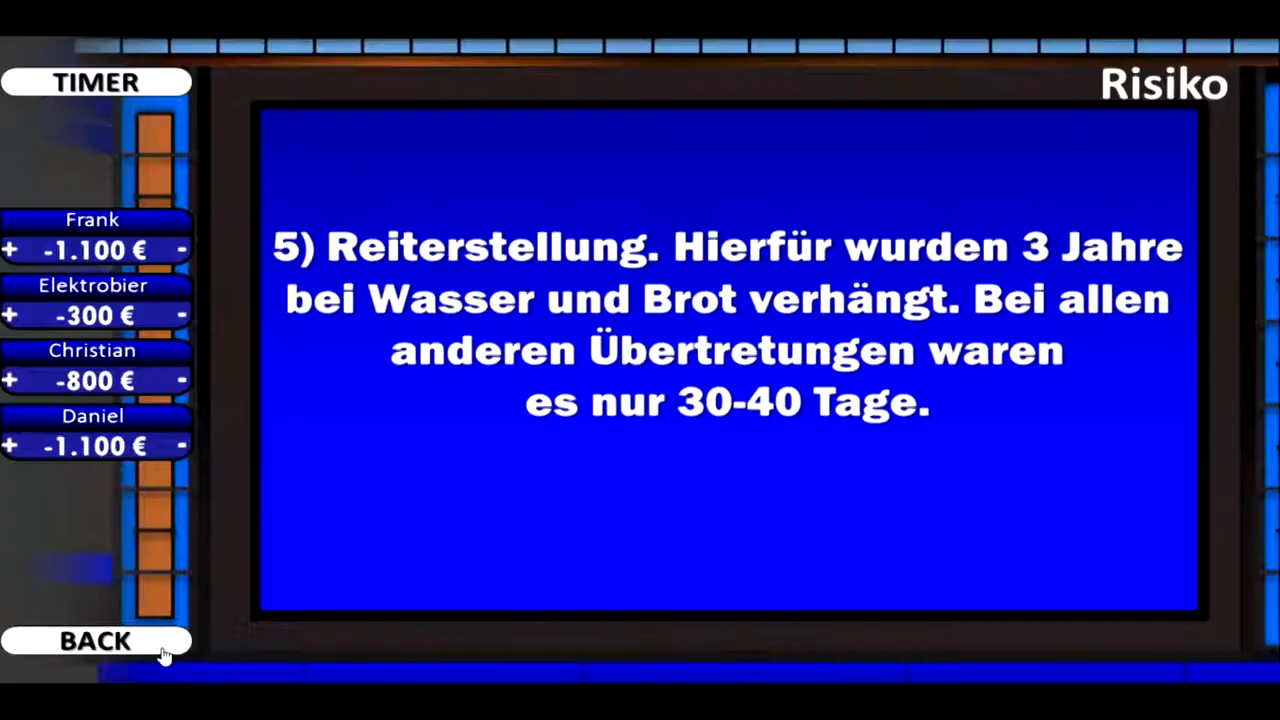 TIMER
Risiko
Frank
+ -1.100 € -
Elektrobier
+ -300 € -
Christian
+ -800 € -
Daniel
+ -1.100 € -
5) Reiterstellung. Hierfür wurden 3 Jahre
bei Wasser und Brot verhängt. Bei allen
anderen Übertretungen waren
es nur 30-40 Tage.
BACK